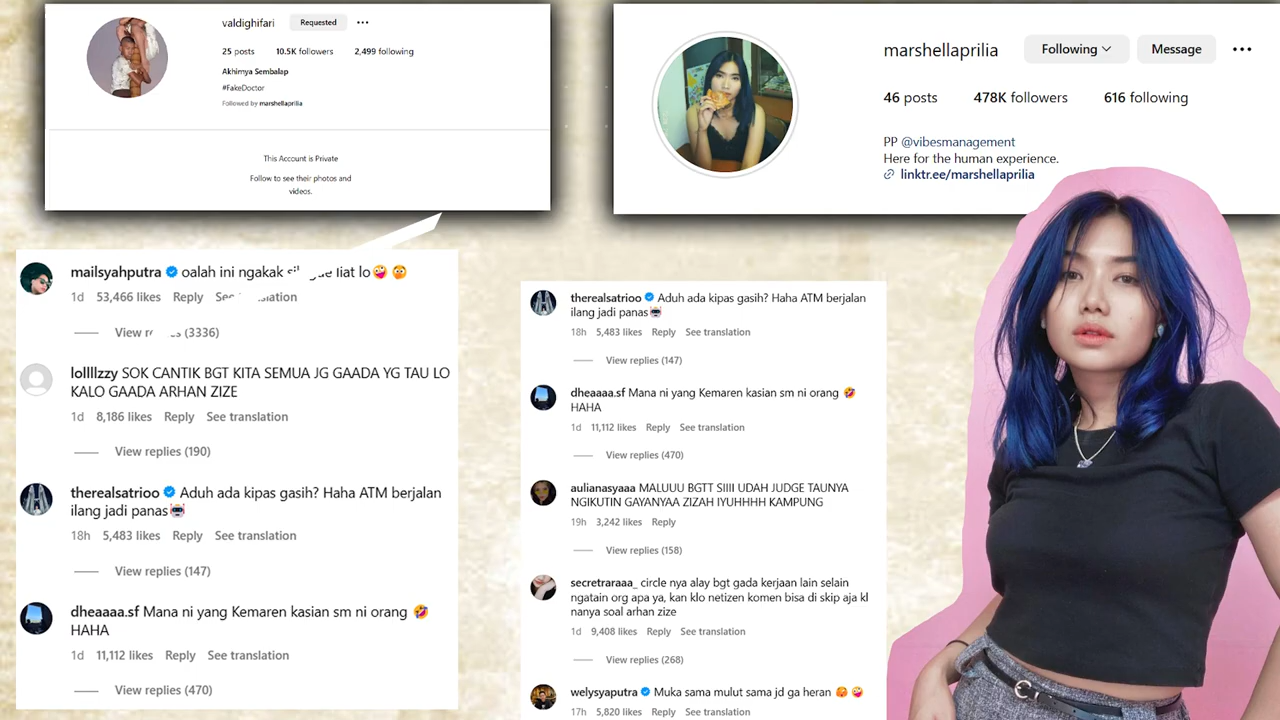 valdighifari Requested
25 posts 10.5K followers 2,499 following
Akhirnya Sembalap
#FakeDoctor
Followed by marshellaprilia
This Account is Private
Follow to see their photos and
videos.
marshellaprilia Following Message
46 posts 478K followers 616 following
PP @vibesmanagement
Here for the human experience.
linktr.ee/marshellaprilia
mailsyahputra oalah ini ngakak lo🤪🫢
1d 53,466 likes Reply
View (3336)
lollllzzy SOK CANTIK BGT KITA SEMUA JG GAADA YG TAU LO
KALO GAADA ARHAN ZIZE
1d 8,186 likes Reply See translation
View replies (190)
therealsatrioo Aduh ada kipas gasih? Haha ATM berjalan
ilang jadi panas🤖
18h 5,483 likes Reply See translation
View replies (147)
dheaaaa.sf Mana ni yang Kemaren kasian sm ni orang 🤣
HAHA
1d 11,112 likes Reply See translation
View replies (470)
therealsatrioo Aduh ada kipas gasih? Haha ATM berjalan
ilang jadi panas🤖
18h 5,483 likes Reply See translation
View replies (147)
dheaaaa.sf Mana ni yang Kemaren kasian sm ni orang 🤣
HAHA
1d 11,112 likes Reply See translation
View replies (470)
aulianasyaaa MALUUU BGTT SIIII UDAH JUDGE TAUNYA
NGIKUTIN GAYANYAA ZIZAH IYUHHHH KAMPUNG
19h 3,242 likes Reply
View replies (158)
secretraraaa_ circle nya alay bgt gada kerjaan lain selain
ngatain org apa ya, kan klo netizen komen bisa di skip aja kl
nanya soal arhan zize
1d 9,408 likes Reply See translation
View replies (268)
welysyaputra Muka sama mulut sama jd ga heran 🥵 🤪
17h 5,820 likes Reply See translation